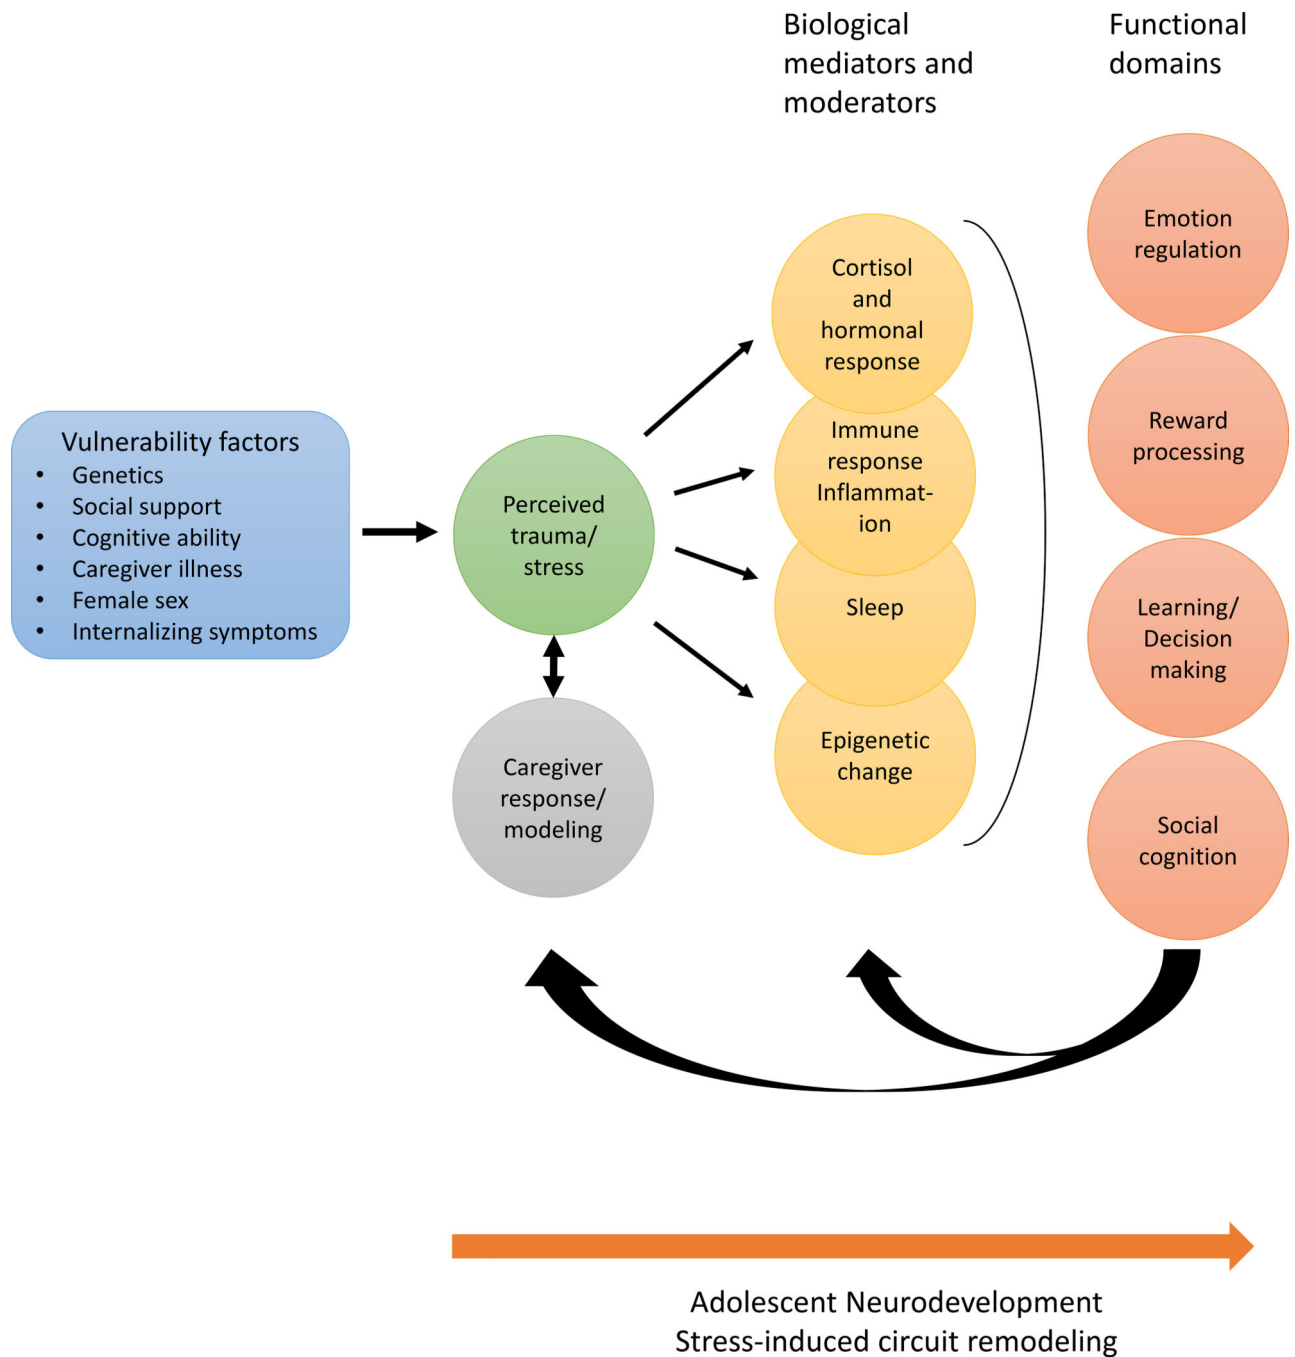 Biological
mediators and
moderators
Functional
domains
Vulnerability factors
• Genetics
• Social support
• Cognitive ability
• Caregiver illness
• Female sex
• Internalizing symptoms
Perceived
trauma/
stress
Caregiver
response/
modeling
Cortisol
and
hormonal
response
Immune
response
Inflammat-
ion
Sleep
Epigenetic
change
Emotion
regulation
Reward
processing
Learning/
Decision
making
Social
cognition
Adolescent Neurodevelopment
Stress-induced circuit remodeling